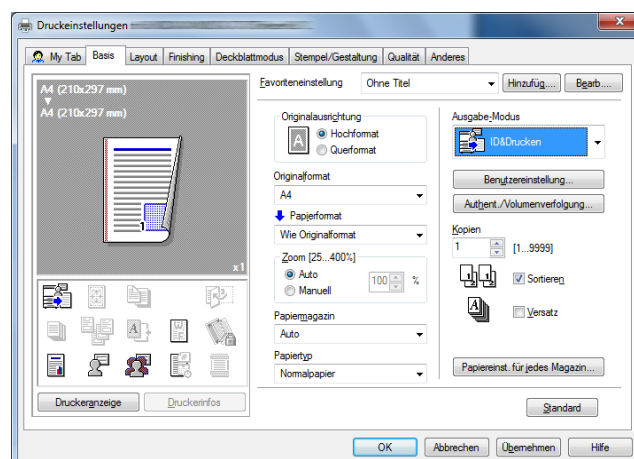 Druckeinstellungen
My Tab Basis Layout Finishing Deckblattmodus Stempel/Gestaltung Qualität Anderes
A4 (210x297 mm)
A4 (210x297 mm)
1
x1
Druckeranzeige Druckerinfos
Favoriteneinstellung Ohne Titel Hinzufüg.... Bearb....
Originalausrichtung
A
Hochformat
Querformat
Originalformat
A4
Papierformat
Wie Originalformat
Zoom [25...400%]
Auto
Manuell
100 %
Papiermagazin
Auto
Papiertyp
Normalpapier
Ausgabe-Modus
ID&Drucken
Benutzereinstellung...
Authent./Volumenverfolgung...
Kopien
1 [1...9999]
Sortieren
Versatz
Papiereinst. für jedes Magazin...
Standard
OK Abbrechen Übernehmen Hilfe